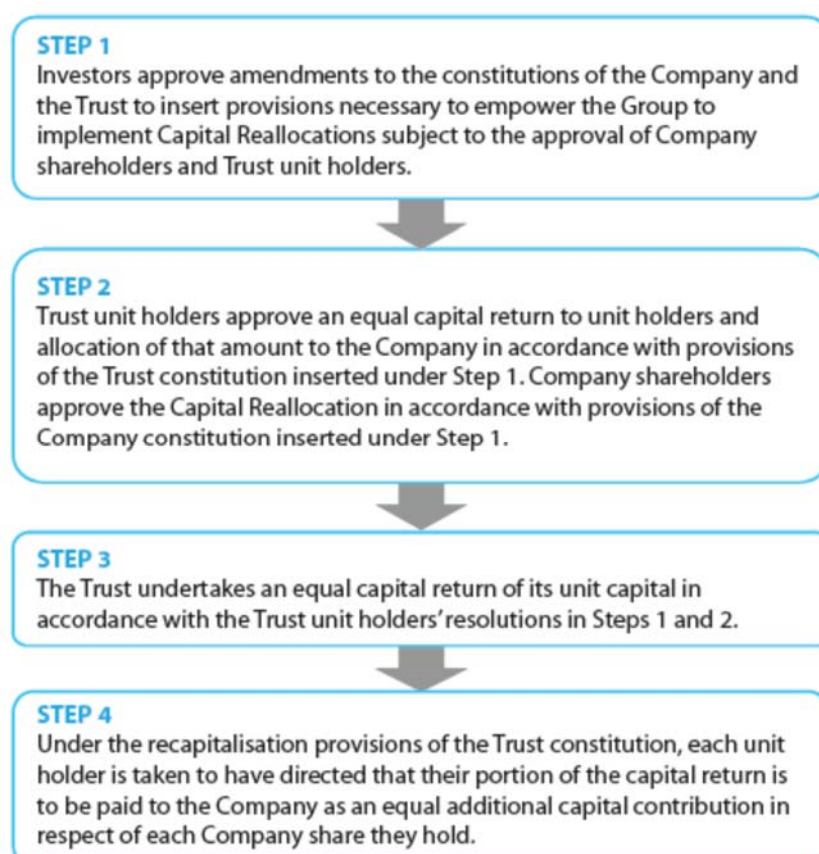 STEP 1
Investors approve amendments to the constitutions of the Company and
the Trust to insert provisions necessary to empower the Group to
implement Capital Reallocations subject to the approval of Company
shareholders and Trust unit holders.
STEP 2
Trust unit holders approve an equal capital return to unit holders and
allocation of that amount to the Company in accordance with provisions
of the Trust constitution inserted under Step 1. Company shareholders
approve the Capital Reallocation in accordance with provisions of the
Company constitution inserted under Step 1.
STEP 3
The Trust undertakes an equal capital return of its unit capital in
accordance with the Trust unit holders’ resolutions in Steps 1 and 2.
STEP 4
Under the recapitalisation provisions of the Trust constitution, each unit
holder is taken to have directed that their portion of the capital return is
to be paid to the Company as an equal additional capital contribution in
respect of each Company share they hold.